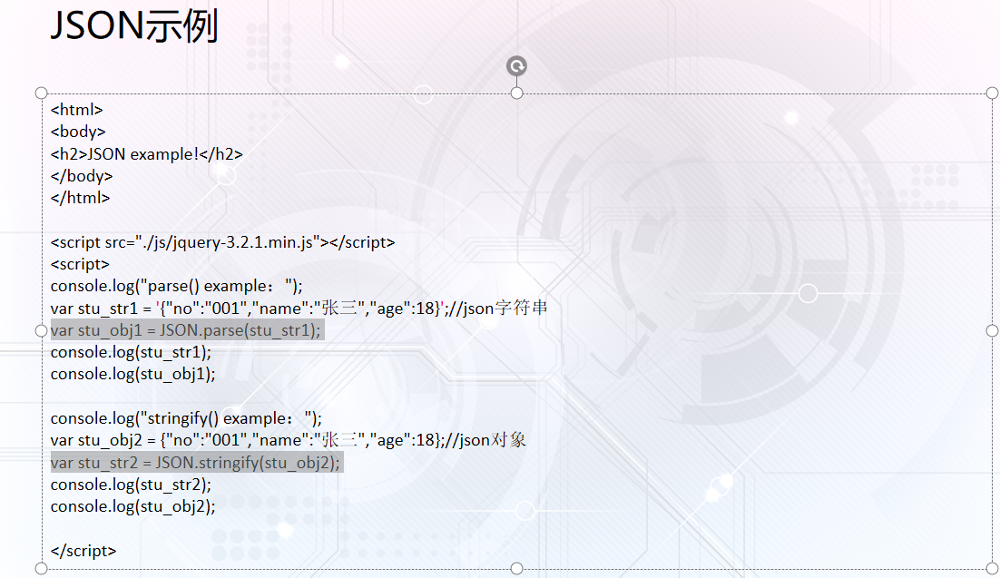 JSON示例
<html>
<body>
<h2>JSON example!</h2>
</body>
</html>
<script src="./js/jquery-3.2.1.min.js"></script>
<script>
console.log("parse() example：");
var stu_str1 = '{"no":"001","name":"张三","age":18}';//json字符串
var stu_obj1 = JSON.parse(stu_str1);
console.log(stu_str1);
console.log(stu_obj1);
console.log("stringify() example：");
var stu_obj2 = {"no":"001","name":"张三","age":18};//json对象
var stu_str2 = JSON.stringify(stu_obj2);
console.log(stu_str2);
console.log(stu_obj2);
</script>